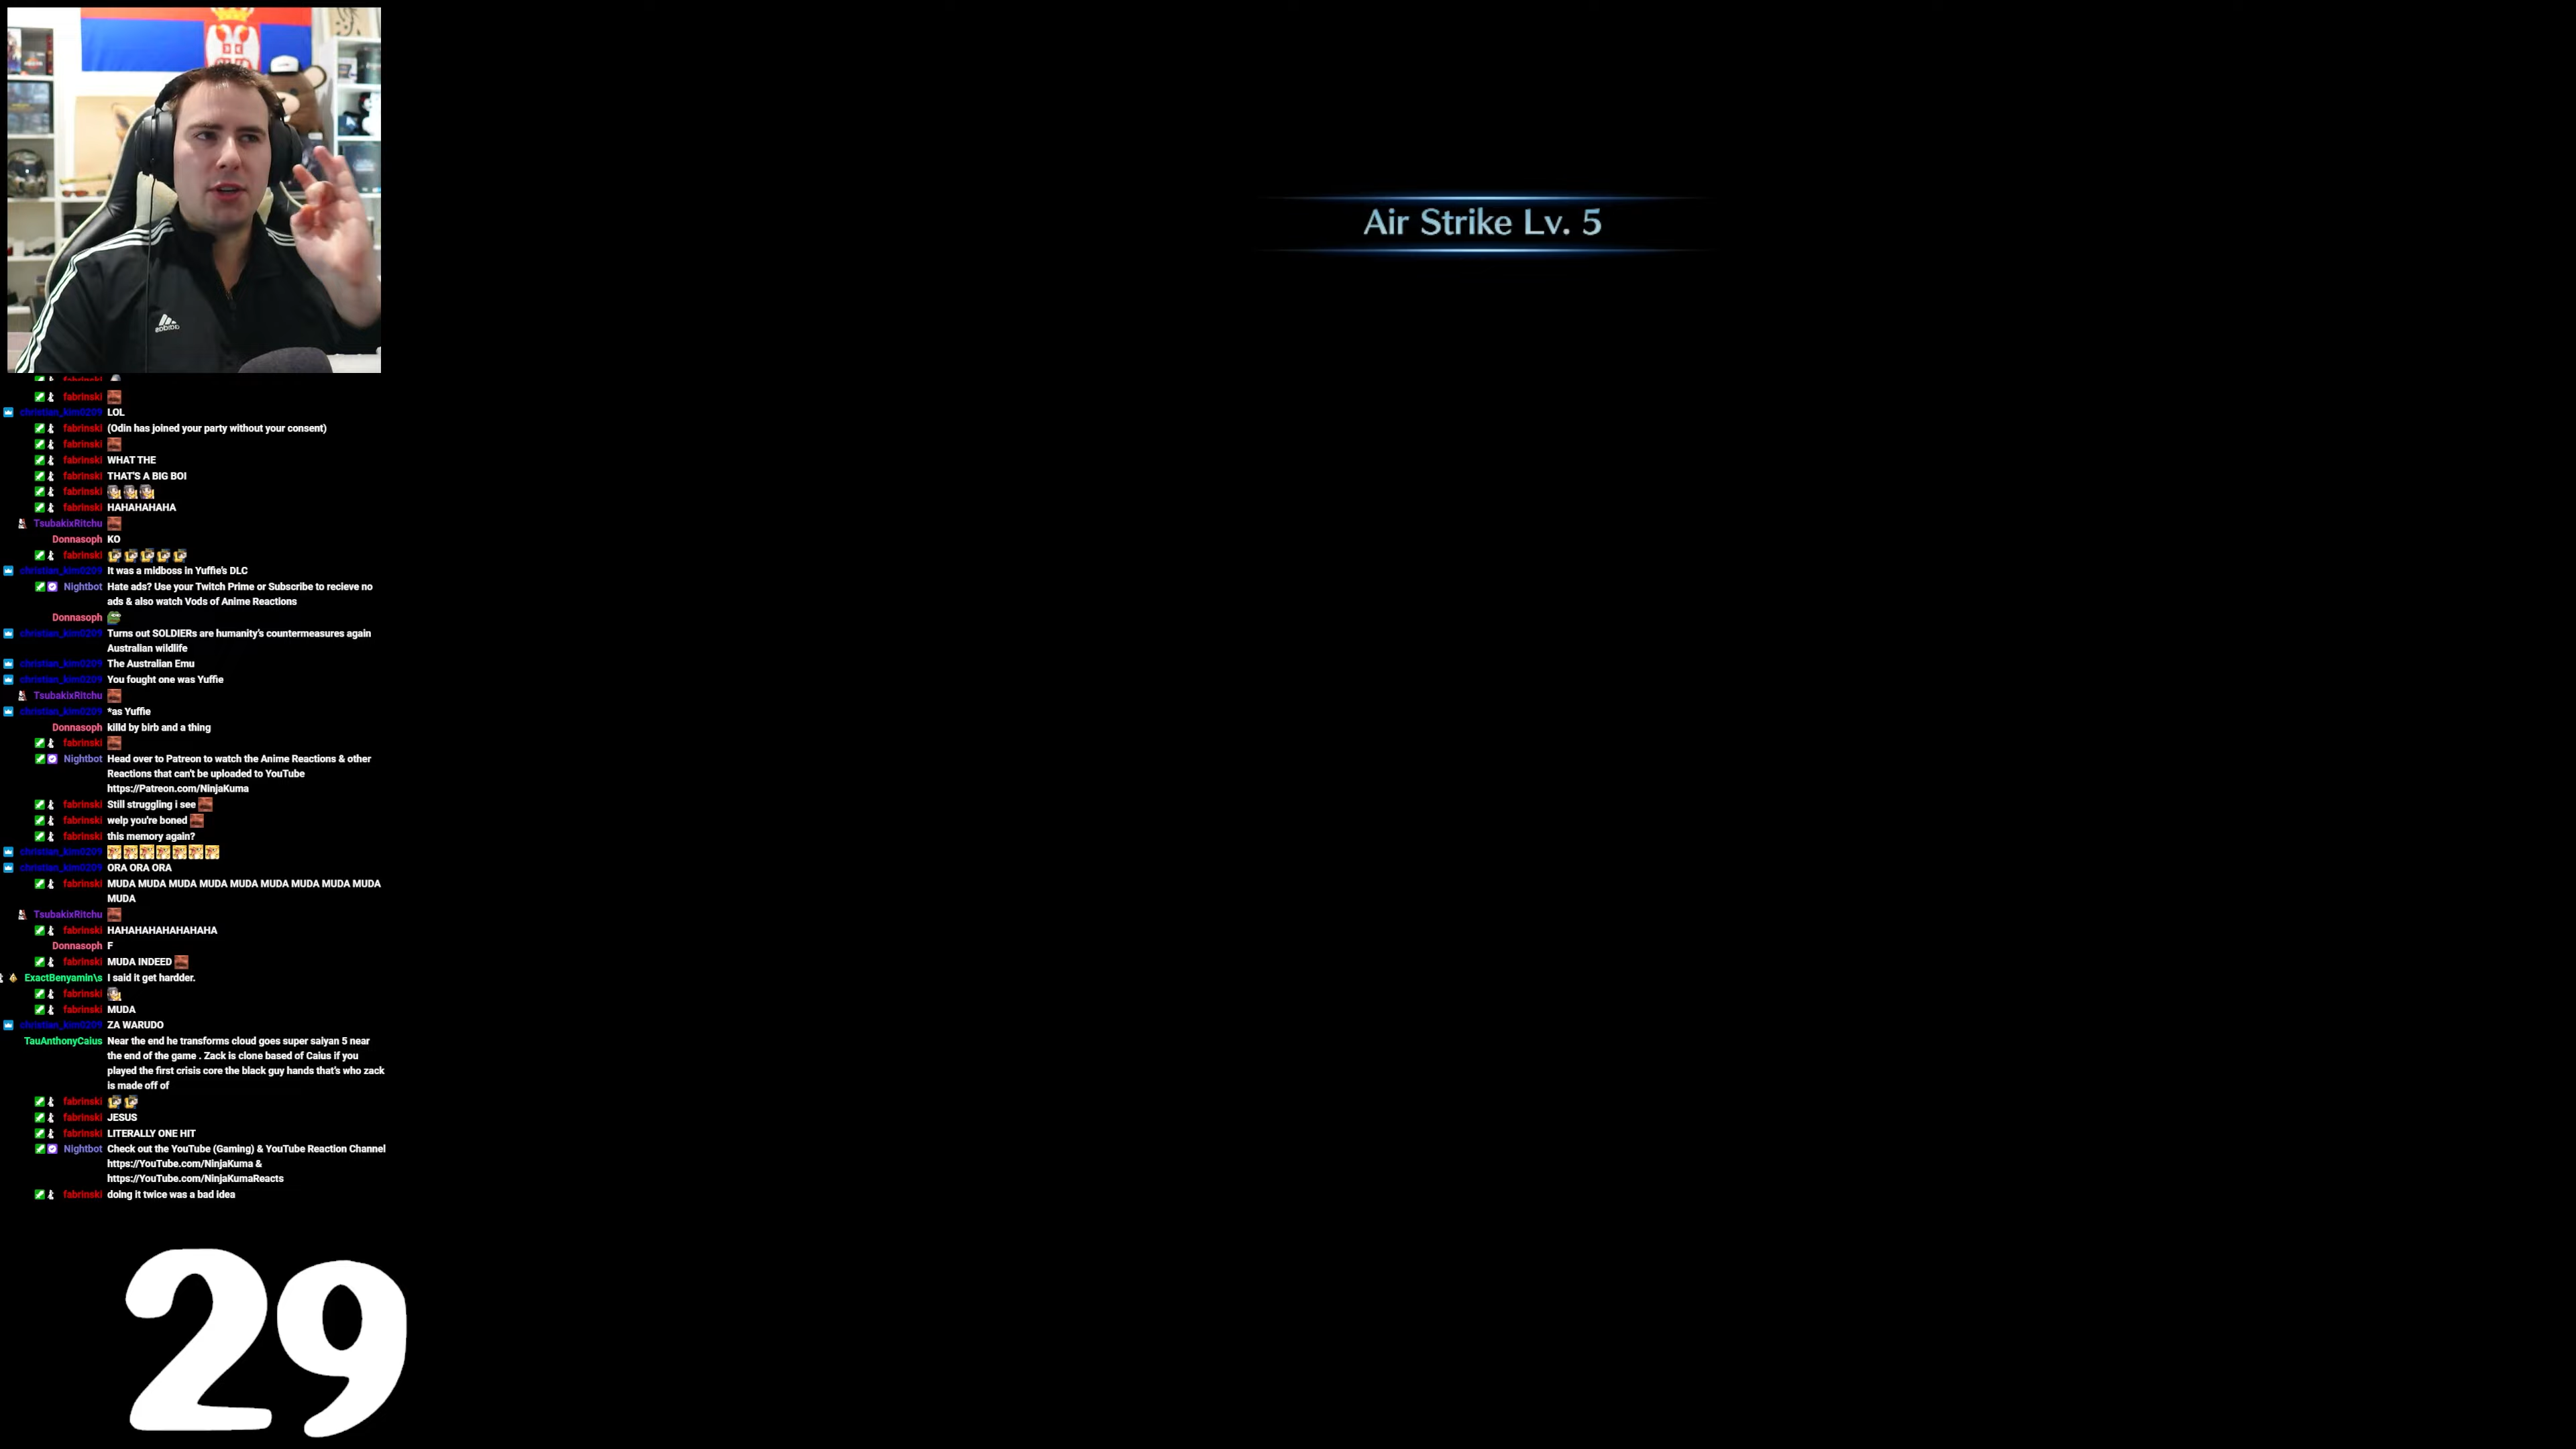 Air Strike Lv. 5
adidas
fabrinski
fabrinski
christian_kim0209 LOL
fabrinski (Odin has joined your party without your consent)
fabrinski
fabrinski WHAT THE
fabrinski THAT'S A BIG BOI
fabrinski
fabrinski HAHAHAHAHA
TsubakixRitchu
Donnasoph KO
fabrinski
christian_kim0209 It was a midboss in Yuffie's DLC
Nightbot Hate ads? Use your Twitch Prime or Subscribe to recieve no
ads & also watch Vods of Anime Reactions
Donnasoph
christian_kim0209 Turns out SOLDIERs are humanity's countermeasures again
Australian wildlife
christian_kim0209 The Australian Emu
christian_kim0209 You fought one was Yuffie
TsubakixRitchu
christian_kim0209 *as Yuffie
Donnasoph killd by birb and a thing
fabrinski
Nightbot Head over to Patreon to watch the Anime Reactions & other
Reactions that can't be uploaded to YouTube
https://Patreon.com/NinjaKuma
fabrinski Still struggling i see
fabrinski welp you're boned
fabrinski this memory again?
christian_kim0209
christian_kim0209 ORA ORA ORA
fabrinski MUDA MUDA MUDA MUDA MUDA MUDA MUDA MUDA MUDA
MUDA
TsubakixRitchu
fabrinski HAHAHAHAHAHAHA
Donnasoph F
fabrinski MUDA INDEED
ExactBenyamin\s I said it get hardder.
fabrinski
fabrinski MUDA
christian_kim0209 ZA WARUDO
TauAnthonyCaius Near the end he transforms cloud goes super saiyan 5 near
the end of the game . Zack is clone based of Caius if you
played the first crisis core the black guy hands that's who zack
is made off of
fabrinski
fabrinski JESUS
fabrinski LITERALLY ONE HIT
Nightbot Check out the YouTube (Gaming) & YouTube Reaction Channel
https://YouTube.com/NinjaKuma &
https://YouTube.com/NinjaKumaReacts
fabrinski doing it twice was a bad idea
29